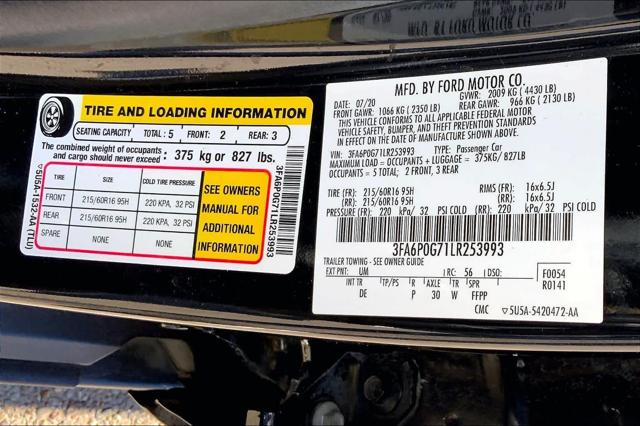 TIRE AND LOADING INFORMATION
SEATING CAPACITY TOTAL: 5 FRONT: 2 REAR: 3
The combined weight of occupants
and cargo should never exceed: 375 kg or 827 lbs.
TIRE SIZE COLD TIRE PRESSURE
FRONT 215/60R16 95H 220 KPA, 32 PSI
REAR 215/60R16 95H 220 KPA, 32 PSI
SPARE NONE NONE
SEE OWNERS
MANUAL FOR
ADDITIONAL
INFORMATION
5U5A-1532-AA (TLU)
3FA6P0G71LR253993
MFD. BY FORD MOTOR CO.
07/20 GVWR: 2009 KG ( 4430 LB)
FRONT GAWR: 1066 KG ( 2350 LB) REAR GAWR: 966 KG ( 2130 LB)
THIS VEHICLE CONFORMS TO ALL APPLICABLE FEDERAL MOTOR
VEHICLE SAFETY, BUMPER, AND THEFT PREVENTION STANDARDS
IN EFFECT ON THE DATE OF MANUFACTURE SHOWN ABOVE.
VIN: 3FA6P0G71LR253993 TYPE: Passenger Car
MAXIMUM LOAD = OCCUPANTS + LUGGAGE = 375KG/ 827LB
OCCUPANTS = 5 TOTAL, 2 FRONT, 3 REAR
TIRE (FR): 215/60R16 95H RIMS (FR): 16x6.5J
TIRE (RR): 215/60R16 95H (RR): 16x6.5J
PRESSURE (FR): 220 kPa/ 32 PSI COLD (RR): 220 kPa/ 32 PSI COLD
3FA6P0G71LR253993
TRAILER TOWING - SEE OWNER GUIDE
EXT PNT: UM RC: 56 DSO: F0054
INT TR TP/PS R AXLE TR SPR R0141
DE P 30 W FFPP
CMC 5U5A-5420472-AA